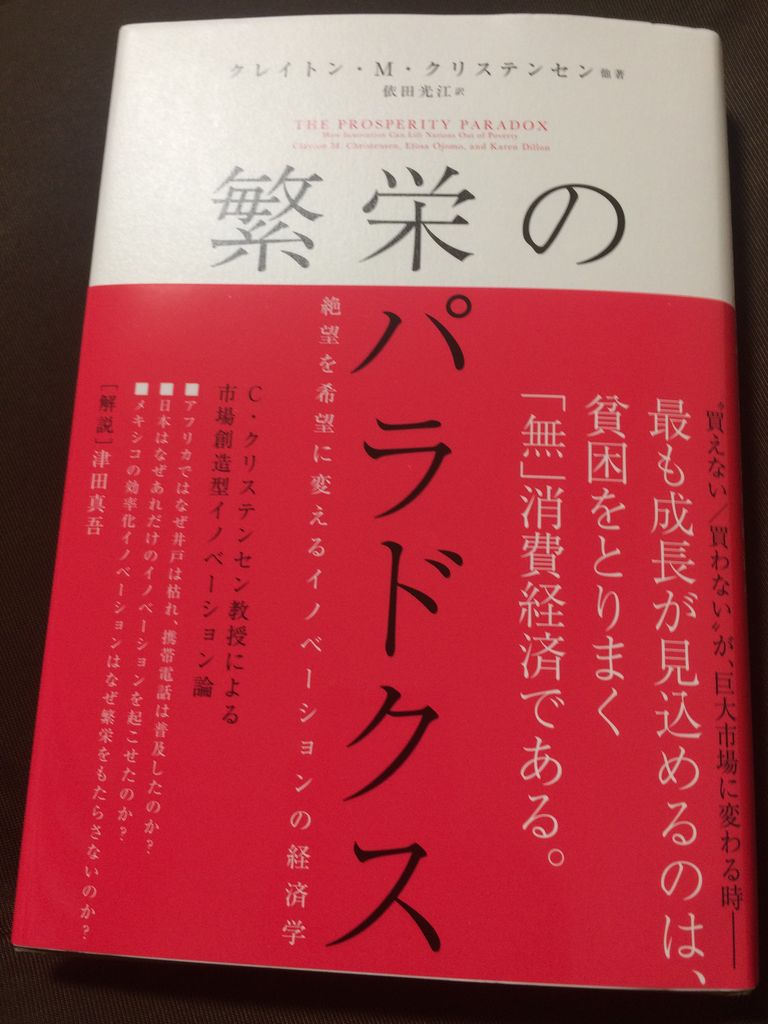 クレイトン・M・クリステンセン 他著
依田光江 訳
THE PROSPERITY PARADOX
How Innovation Can Lift Nations Out of Poverty
Clayton M. Christensen, Efosa Ojomo, and Karen Dillon
繁栄の
パラドクス
絶望を希望に変えるイノベーションの経済学
“買えない／買わない”が、巨大市場に変わる時──
最も成長が見込めるのは、
貧困をとりまく
「無」消費経済である。
C・クリステンセン教授による
市場創造型イノベーション論
■アフリカではなぜ井戸は枯れ、携帯電話は普及したのか？
■日本はなぜあれだけのイノベーションを起こせたのか？
■メキシコの効率化イノベーションはなぜ繁栄をもたらさないのか？
［解説］津田真吾